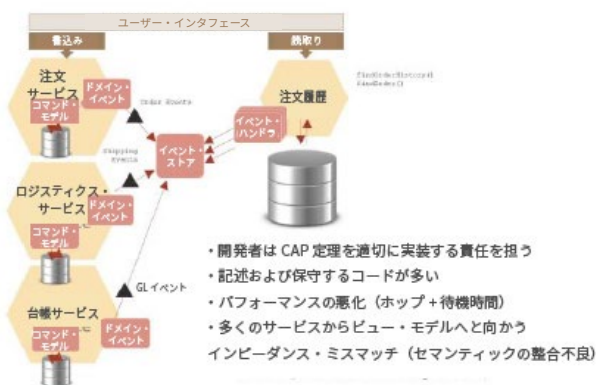 ユーザー・インタフェース
書込み
読取り
注文
サービス
ドメイン・
イベント
コマンド・
モデル
Order Events
注文履歴
イベント・
ハンドラ
イベント・
ストア
Shipping
Events
ロジスティクス・
サービス
ドメイン・
イベント
コマンド・
モデル
GL イベント
台帳サービス
ドメイン・
イベント
コマンド・
モデル
・開発者は CAP 定理を適切に実装する責任を担う
・記述および保守するコードが多い
・パフォーマンスの悪化（ホップ + 待機時間）
・多くのサービスからビュー・モデルへと向かう
インピーダンス・ミスマッチ（セマンティックの整合不良）